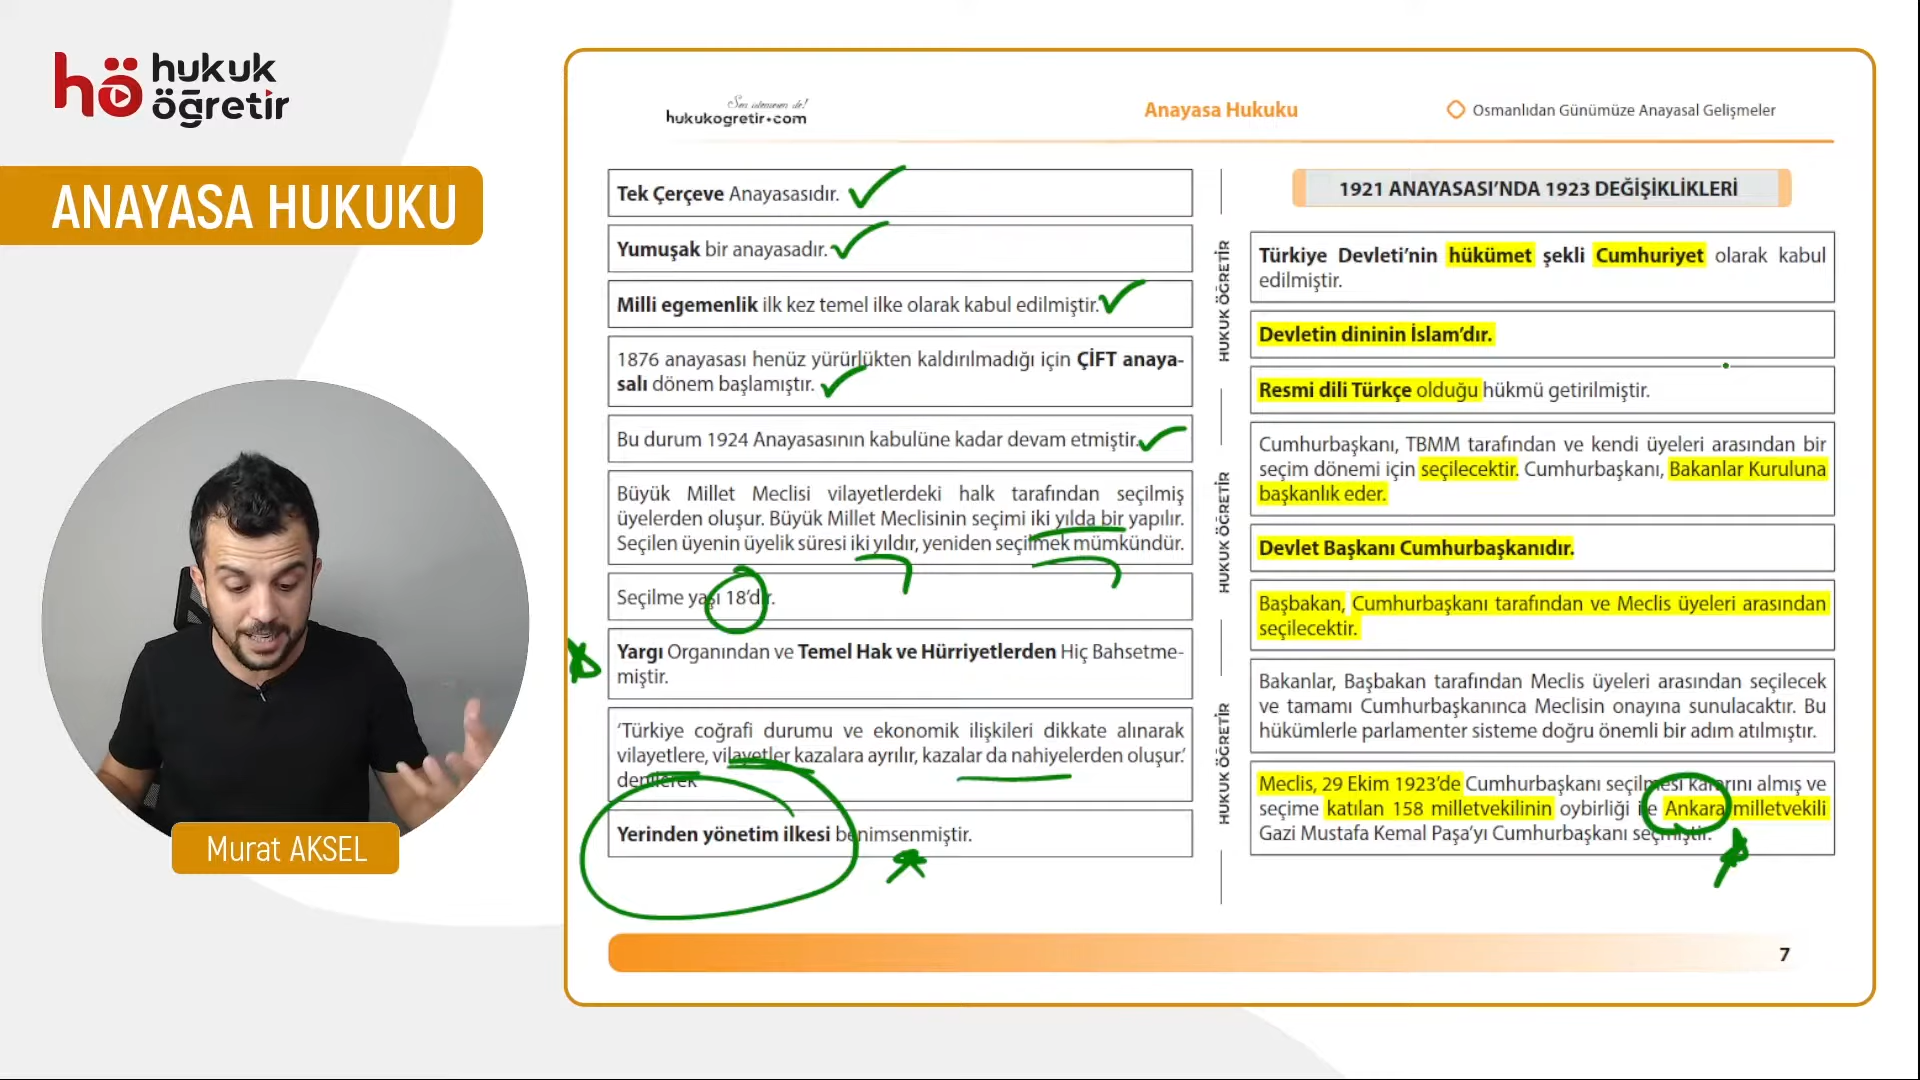 hö hukuk
öğretir
ANAYASA HUKUKU
Murat AKSEL
Sen istersen de!
hukukogretir•com
Anayasa Hukuku
Osmanlıdan Günümüze Anayasal Gelişmeler
Tek Çerçeve Anayasasıdır.
Yumuşak bir anayasadır.
Milli egemenlik ilk kez temel ilke olarak kabul edilmiştir.
1876 anayasası henüz yürürlükten kaldırılmadığı için ÇİFT anaya-
salı dönem başlamıştır.
Bu durum 1924 Anayasasının kabulüne kadar devam etmiştir.
Büyük Millet Meclisi vilayetlerdeki halk tarafından seçilmiş
üyelerden oluşur. Büyük Millet Meclisinin seçimi iki yılda bir yapılır.
Seçilen üyenin üyelik süresi iki yıldır, yeniden seçilmek mümkündür.
Seçilme yaşı 18’dir.
Yargı Organından ve Temel Hak ve Hürriyetlerden Hiç Bahsetme-
miştir.
‘Türkiye coğrafi durumu ve ekonomik ilişkileri dikkate alınarak
vilayetlere, vilayetler kazalara ayrılır, kazalar da nahiyelerden oluşur.’
denilerek
Yerinden yönetim ilkesi benimsenmiştir.
HUKUK ÖĞRETİR
HUKUK ÖĞRETİR
HUKUK ÖĞRETİR
1921 ANAYASASI’NDA 1923 DEĞİŞİKLİKLERİ
Türkiye Devleti’nin hükümet şekli Cumhuriyet olarak kabul
edilmiştir.
Devletin dininin İslam’dır.
Resmi dili Türkçe olduğu hükmü getirilmiştir.
Cumhurbaşkanı, TBMM tarafından ve kendi üyeleri arasından bir
seçim dönemi için seçilecektir. Cumhurbaşkanı, Bakanlar Kuruluna
başkanlık eder.
Devlet Başkanı Cumhurbaşkanıdır.
Başbakan, Cumhurbaşkanı tarafından ve Meclis üyeleri arasından
seçilecektir.
Bakanlar, Başbakan tarafından Meclis üyeleri arasından seçilecek
ve tamamı Cumhurbaşkanınca Meclisin onayına sunulacaktır. Bu
hükümlerle parlamenter sisteme doğru önemli bir adım atılmıştır.
Meclis, 29 Ekim 1923’de Cumhurbaşkanı seçilmesi kararını almış ve
seçime katılan 158 milletvekilinin oybirliği ile Ankara milletvekili
Gazi Mustafa Kemal Paşa’yı Cumhurbaşkanı seçmiştir.
7